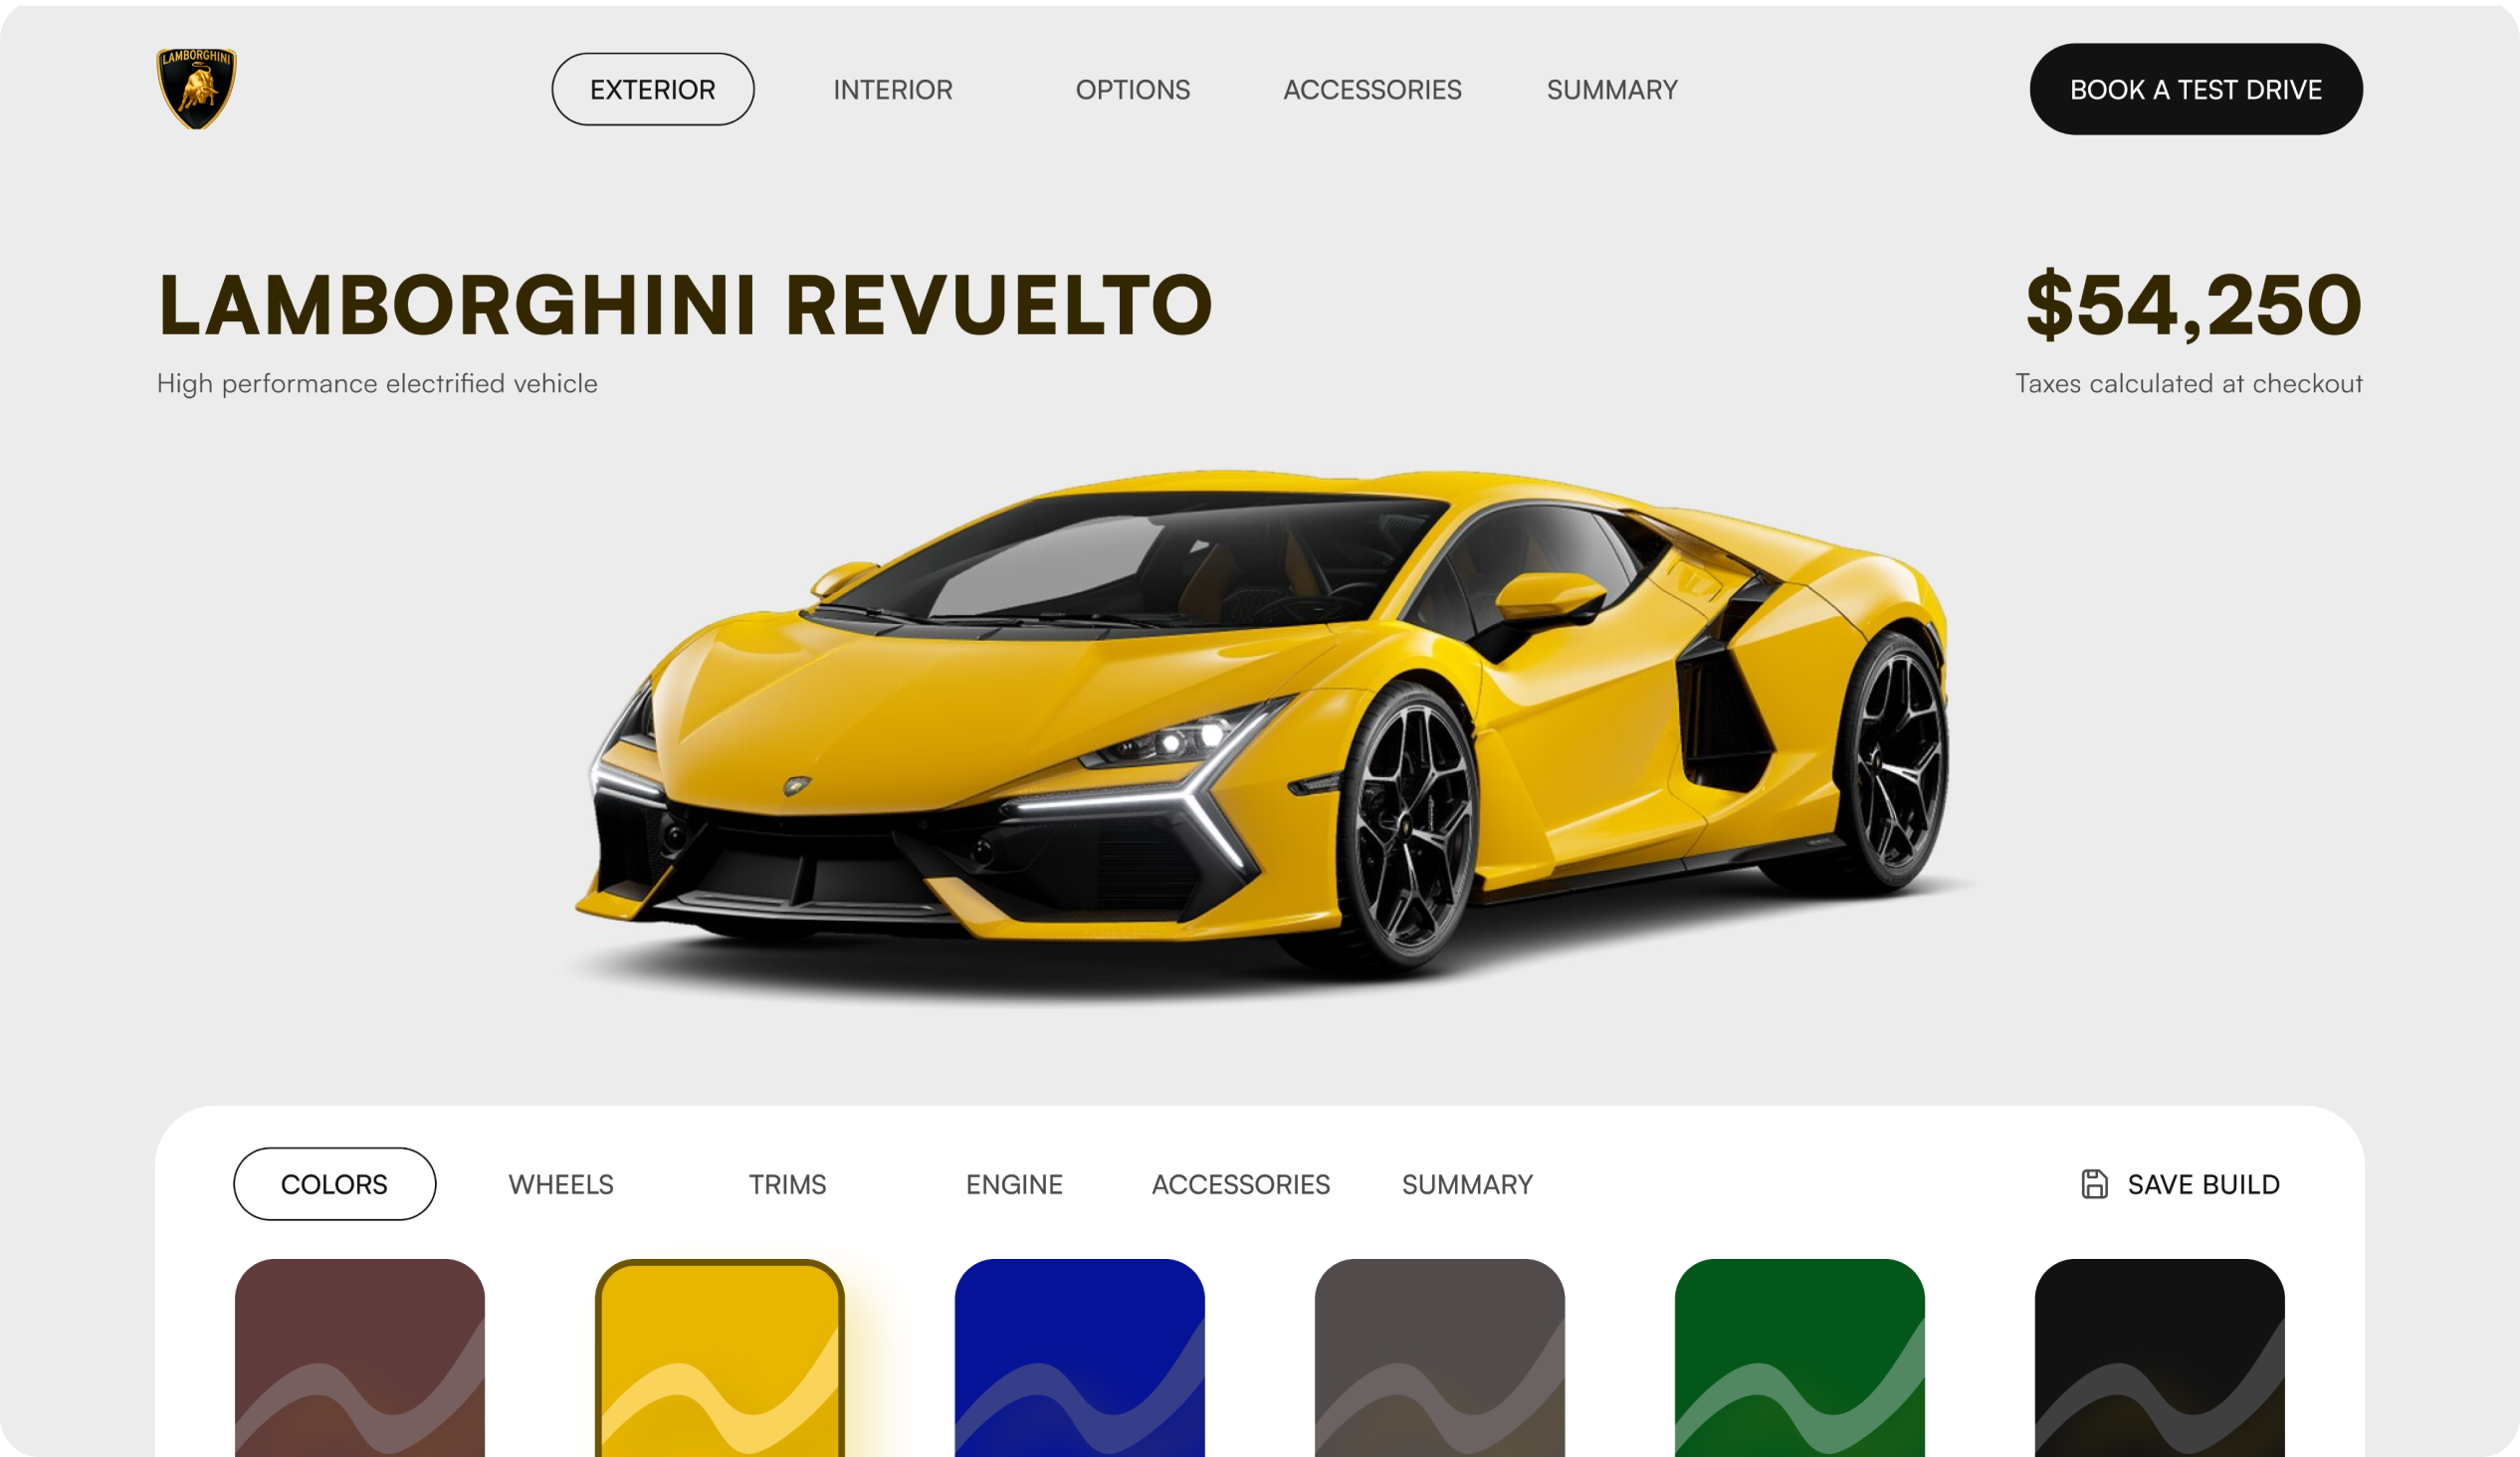 LAMBORGHINI
EXTERIOR
INTERIOR
OPTIONS
ACCESSORIES
SUMMARY
BOOK A TEST DRIVE
LAMBORGHINI REVUELTO
$54,250
High performance electrified vehicle
Taxes calculated at checkout
COLORS
WHEELS
TRIMS
ENGINE
ACCESSORIES
SUMMARY
SAVE BUILD